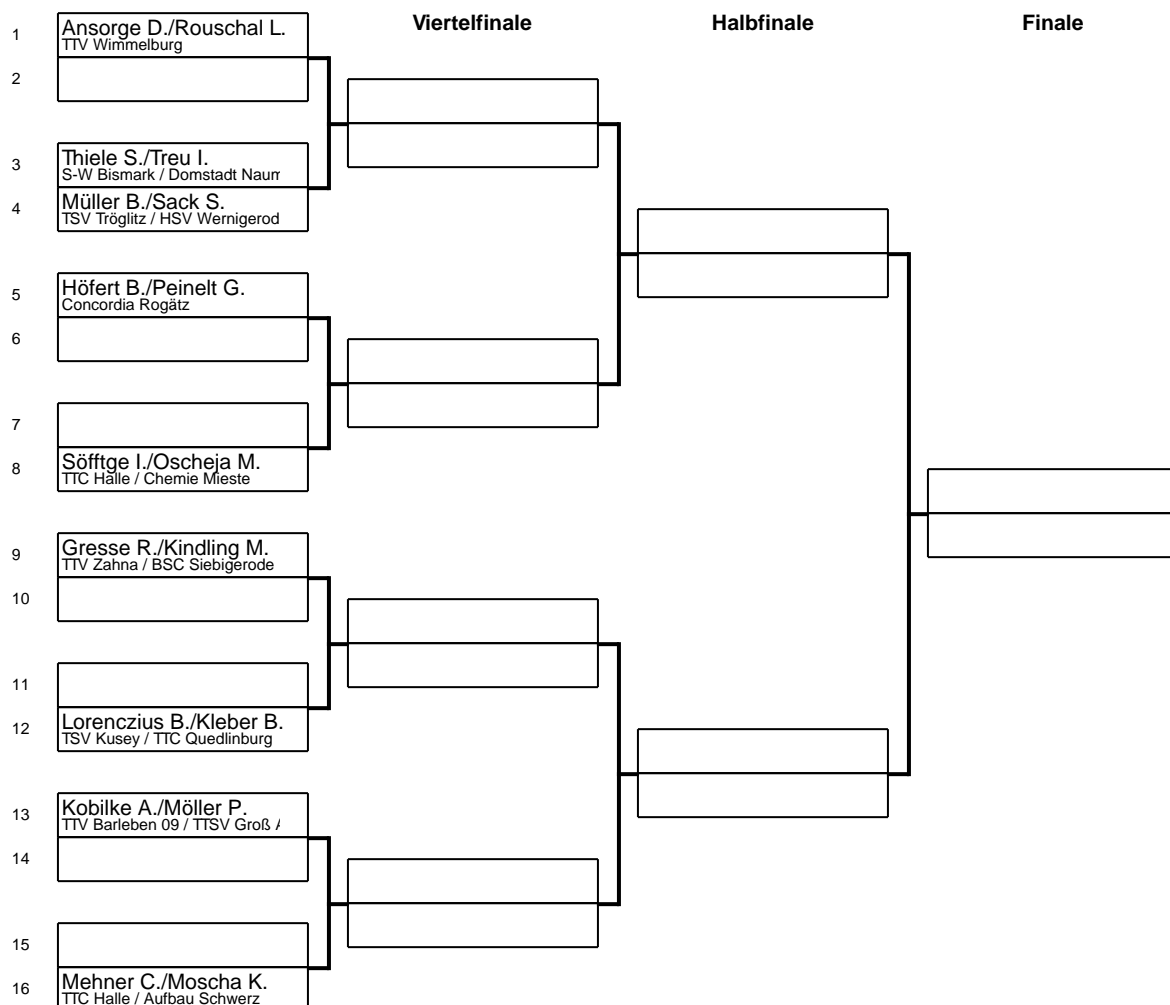 Viertelfinale Halbfinale Finale
1 Ansorge D./Rouschal L.
TTV Wimmelburg
2
3 Thiele S./Treu I.
S-W Bismark / Domstadt Naum
4 Müller B./Sack S.
TSV Tröglitz / HSV Wernigerod
5 Höfert B./Peinelt G.
Concordia Rogätz
6
7
8 Söfftge I./Oscheja M.
TTC Halle / Chemie Mieste
9 Gresse R./Kindling M.
TTV Zahna / BSC Siebigerode
10
11
12 Lorenczius B./Kleber B.
TSV Kusey / TTC Quedlinburg
13 Kobilke A./Möller P.
TTV Barleben 09 / TTSV Groß
14
15
16 Mehner C./Moscha K.
TTC Halle / Aufbau Schwerz